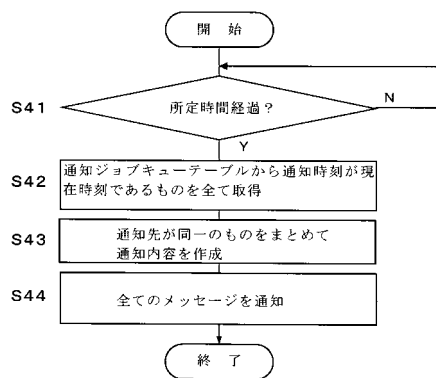 開　始
S41
所定時間経過？
N
Y
S42
通知ジョブキューテーブルから通知時刻が現
在時刻であるものを全て取得
S43
通知先が同一のものをまとめて
通知内容を作成
S44
全てのメッセージを通知
終　了